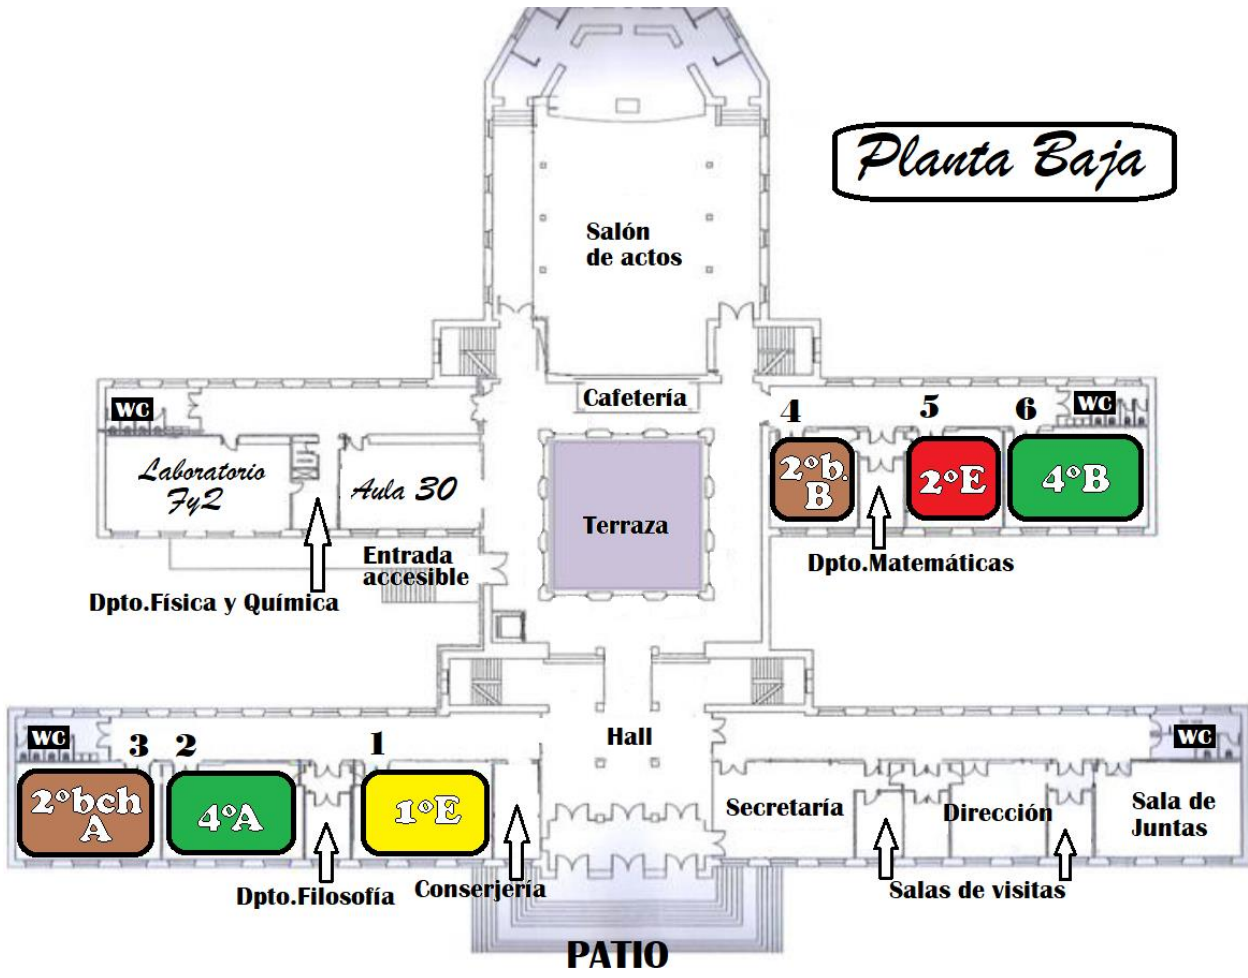 Planta Baja
Salón
de actos
Cafetería
WC
4
5
6
WC
Laboratorio
FyQ
Aula 30
2ºb.
B
2ºE
4ºB
Terraza
Entrada
accesible
Dpto.Matemáticas
Dpto.Física y Química
Hall
WC
3
2
1
WC
2ºbch
A
4ºA
1ºE
Secretaría
Dirección
Sala de
Juntas
Dpto.Filosofía
Conserjería
Salas de visitas
PATIO